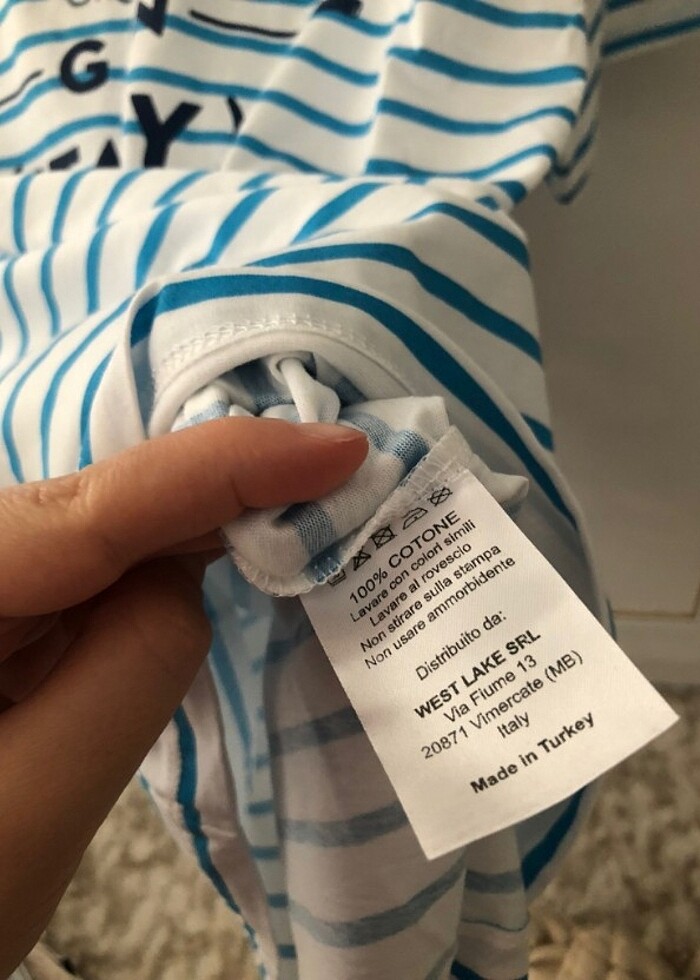 G
Y
100% COTONE
Lavare con colori simili
Lavare al rovescio
Non stirare sulla stampa
Non usare ammorbidente
Distribuito da:
WEST LAKE SRL
Via Fiume 13
20871 Vimercate (MB)
Italy
Made in Turkey